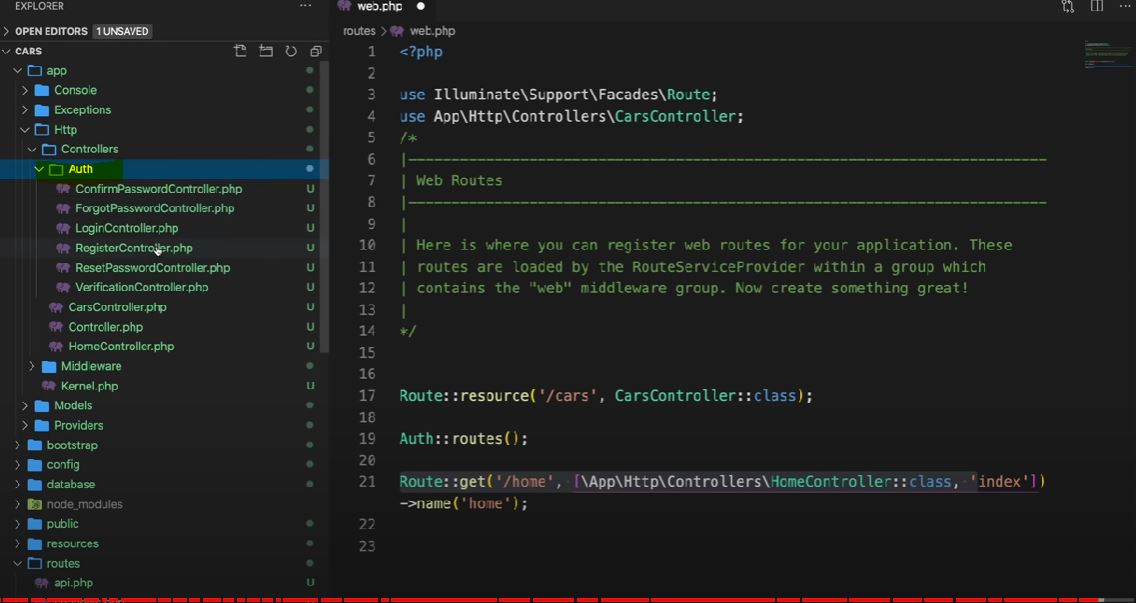 EXPLORER
OPEN EDITORS 1 UNSAVED
CARS
app
Console
Exceptions
Http
Controllers
Auth
ConfirmPasswordController.php U
ForgotPasswordController.php U
LoginController.php U
RegisterController.php U
ResetPasswordController.php U
VerificationController.php U
CarsController.php U
Controller.php U
HomeController.php U
Middleware
Kernel.php U
Models
Providers
bootstrap
config
database
node_modules
public
resources
routes
api.php U
web.php
routes > web.php
1 <?php
2
3 use Illuminate\Support\Facades\Route;
4 use App\Http\Controllers\CarsController;
5 /*
6 |--------------------------------------------------------------------------
7 | Web Routes
8 |--------------------------------------------------------------------------
9 |
10 | Here is where you can register web routes for your application. These
11 | routes are loaded by the RouteServiceProvider within a group which
12 | contains the "web" middleware group. Now create something great!
13 |
14 */
15
16
17 Route::resource('/cars', CarsController::class);
18
19 Auth::routes();
20
21 Route::get('/home', [\App\Http\Controllers\HomeController::class, 'index'])
->name('home');
22
23